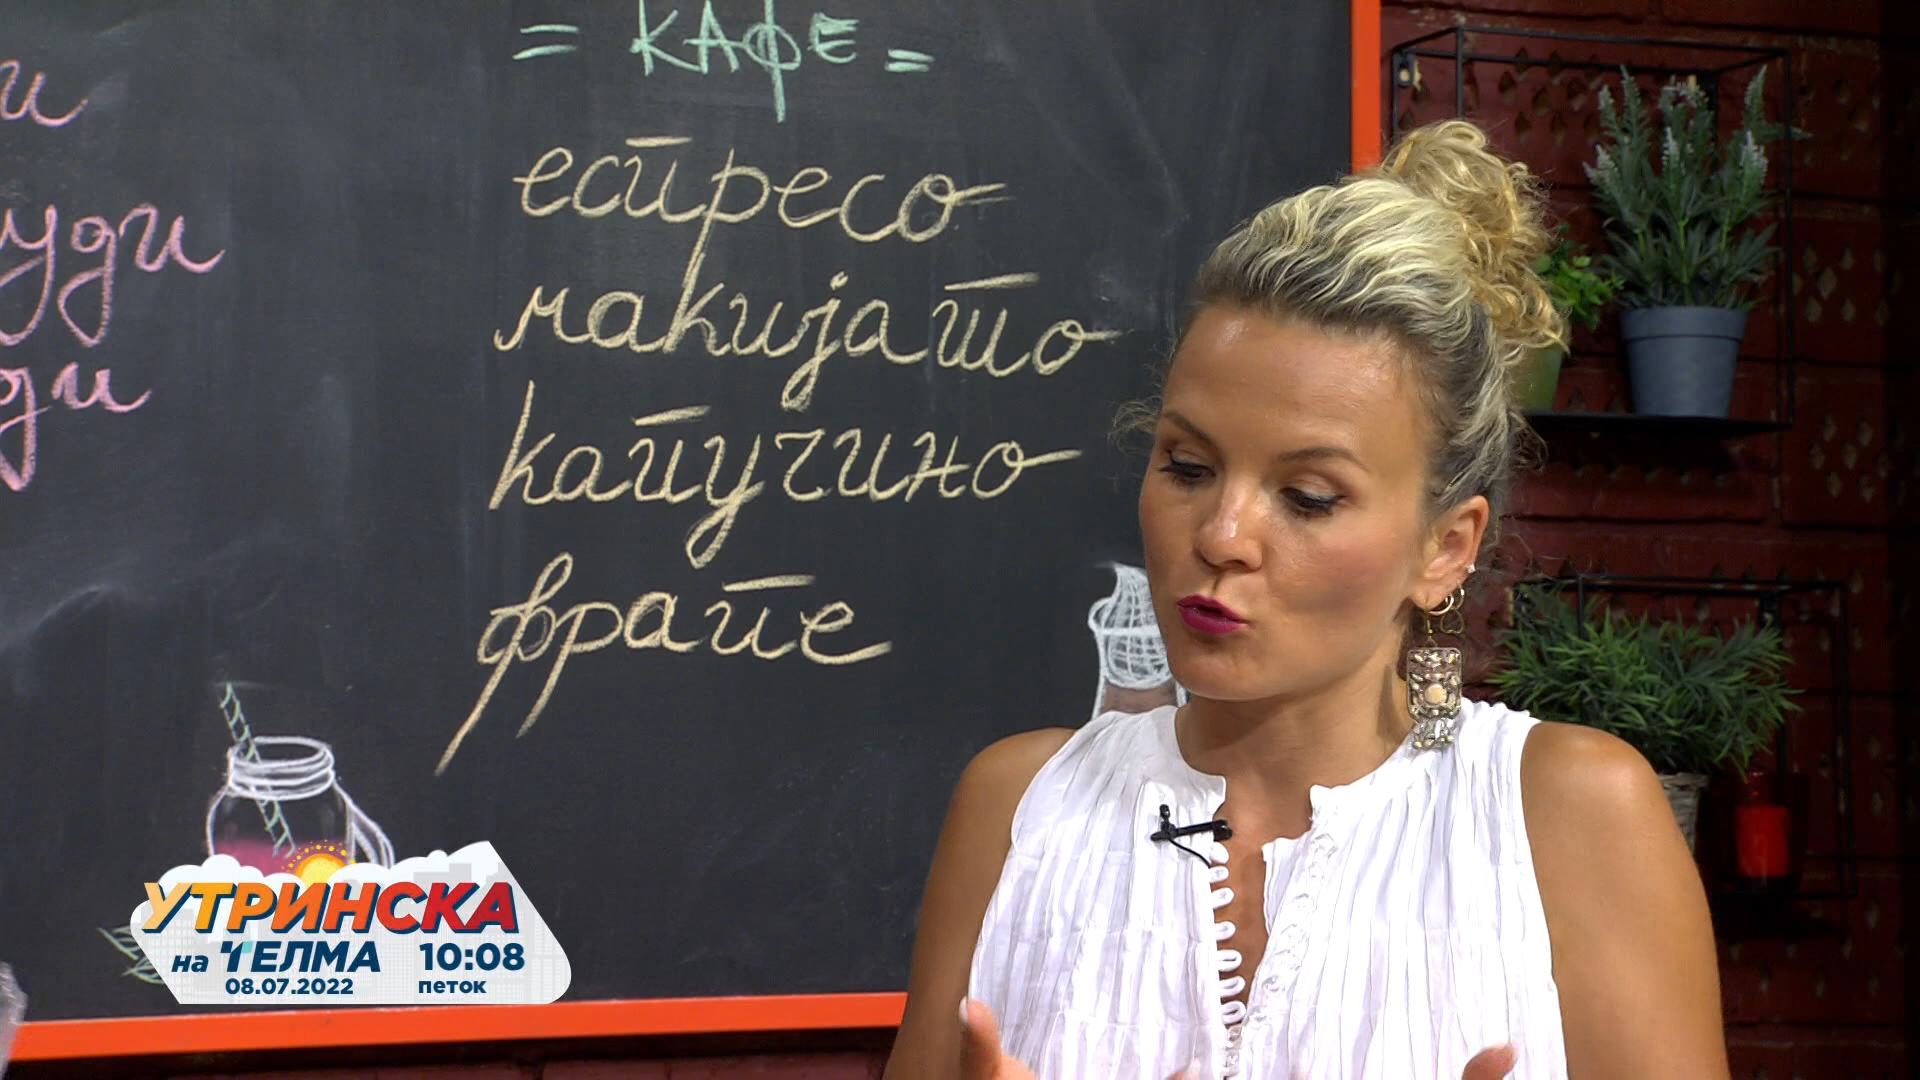 = КАФЕ =
еспресо
макијато
капучино
фрапе
УТРИНСКА
на ТЕЛМА 10:08
08.07.2022 петок